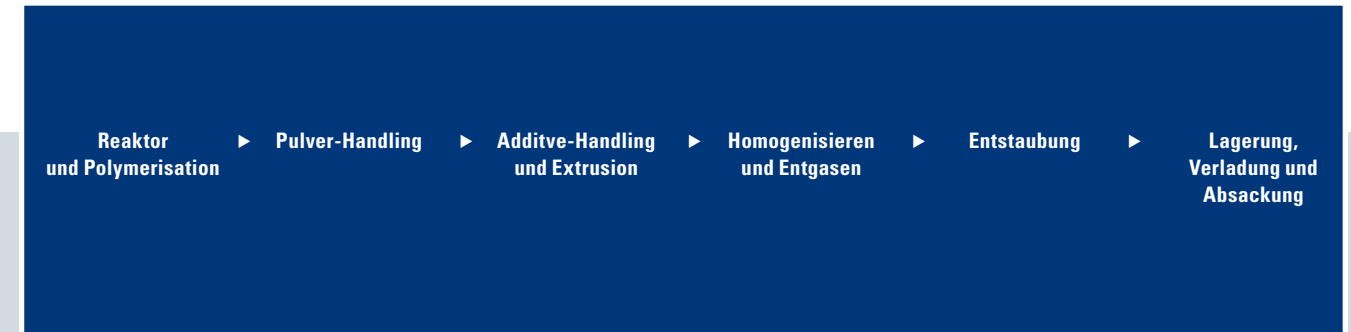 Reaktor
und Polymerisation
▶
Pulver-Handling
▶
Additve-Handling
und Extrusion
▶
Homogenisieren
und Entgasen
▶
Entstaubung
▶
Lagerung,
Verladung und
Absackung